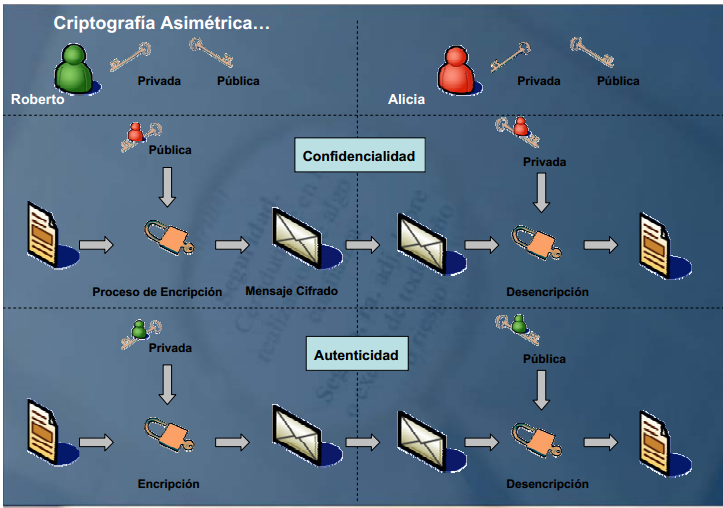 Criptografía Asimétrica…
Privada
Pública
Roberto
Privada
Pública
Alicia
Pública
Confidencialidad
Privada
Proceso de Encripción
Mensaje Cifrado
Desencripción
Privada
Autenticidad
Pública
Encripción
Desencripción